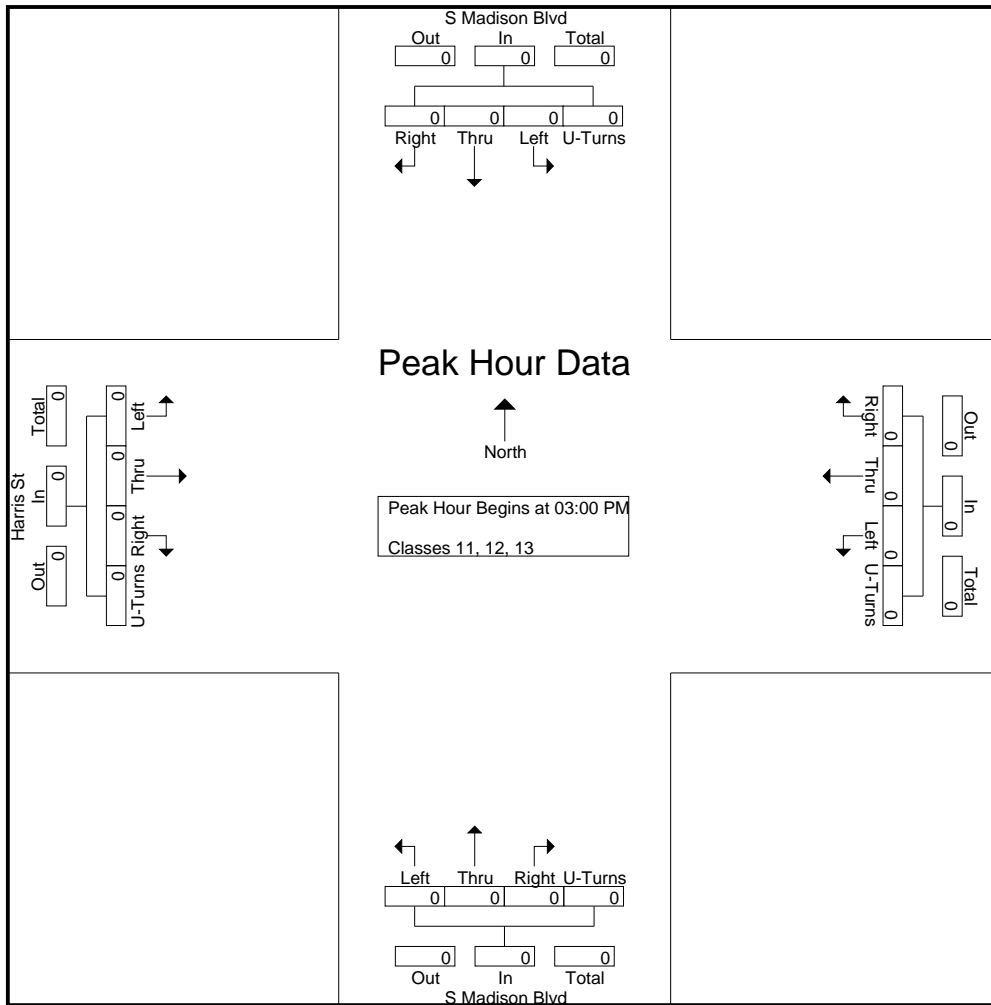 S Madison Blvd
Out In Total
0 0 0
0 0 0 0
Right Thru Left U-Turns
Peak Hour Data
North
Peak Hour Begins at 03:00 PM
Classes 11, 12, 13
Harris St
Total In Out
0 0 0
0 0 0 0
Left Thru Right U-Turns
Right Thru Left U-Turns
0 0 0 0
Out In Total
0 0 0
Left Thru Right U-Turns
0 0 0 0
0 0 0
Out In Total
S Madison Blvd